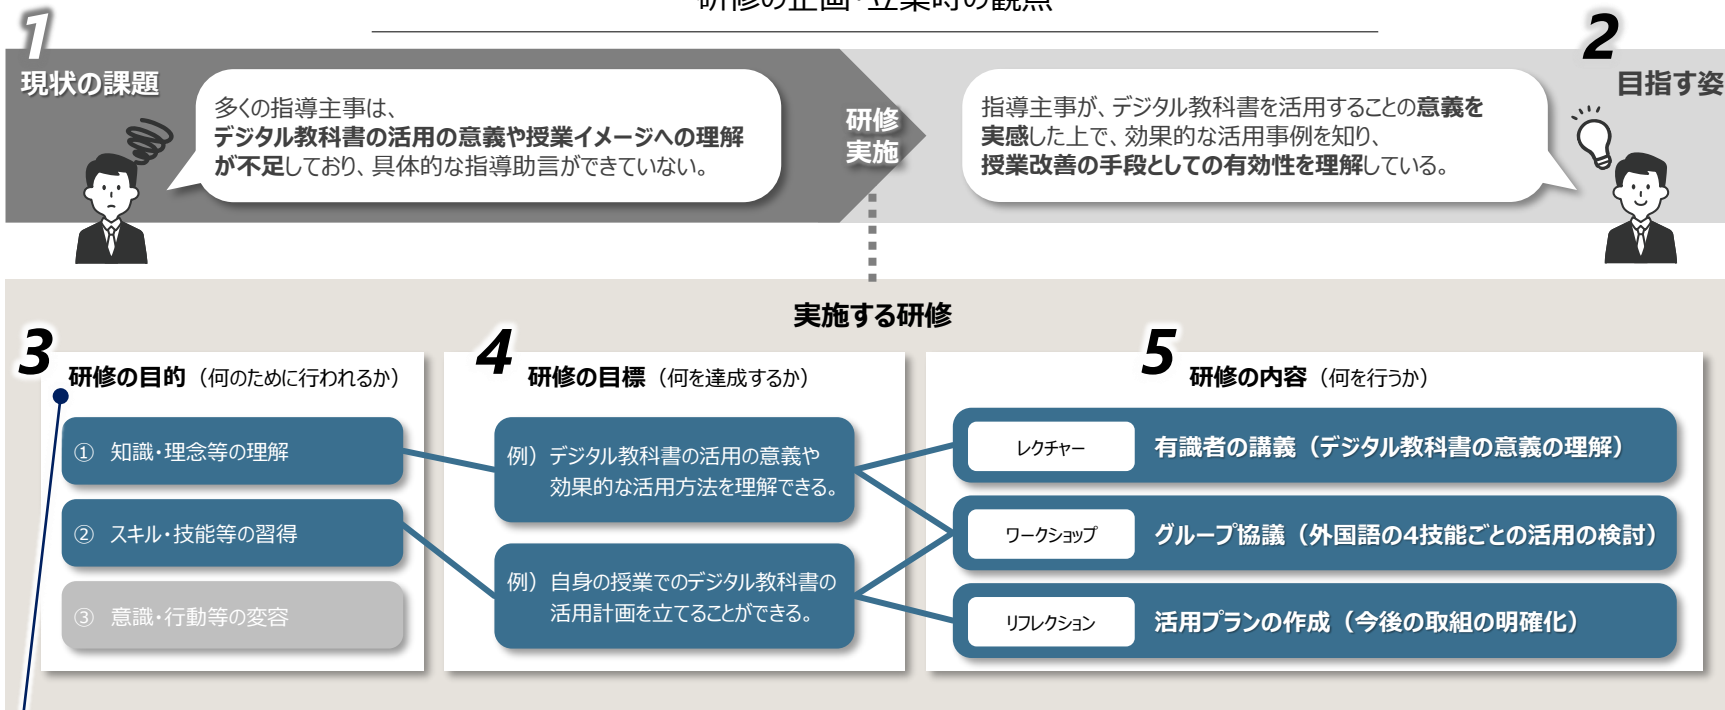 研修の企画・立案時の観点
1
現状の課題
多くの指導主事は、
デジタル教科書の活用の意義や授業イメージへの理解
が不足しており、具体的な指導助言ができていない。
研修
実施
2
目指す姿
指導主事が、デジタル教科書を活用することの意義を
実感した上で、効果的な活用事例を知り、
授業改善の手段としての有効性を理解している。
実施する研修
3
研修の目的（何のために行われるか）
① 知識・理念等の理解
② スキル・技能等の習得
③ 意識・行動等の変容
4
研修の目標（何を達成するか）
例）デジタル教科書の活用の意義や
効果的な活用方法を理解できる。
例）自身の授業でのデジタル教科書の
活用計画を立てることができる。
5
研修の内容（何を行うか）
レクチャー 有識者の講義（デジタル教科書の意義の理解）
ワークショップ グループ協議（外国語の4技能ごとの活用の検討）
リフレクション 活用プランの作成（今後の取組の明確化）